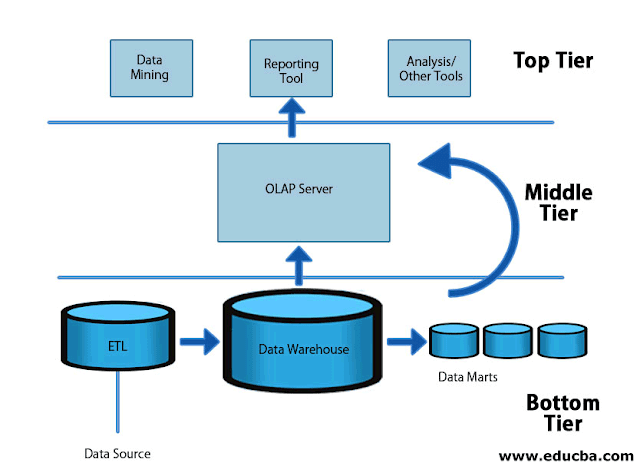 Data
Mining
Reporting
Tool
Analysis/
Other Tools
Top Tier
OLAP Server
Middle
Tier
ETL
Data Warehouse
Data Marts
Bottom
Tier
Data Source
www.educba.com